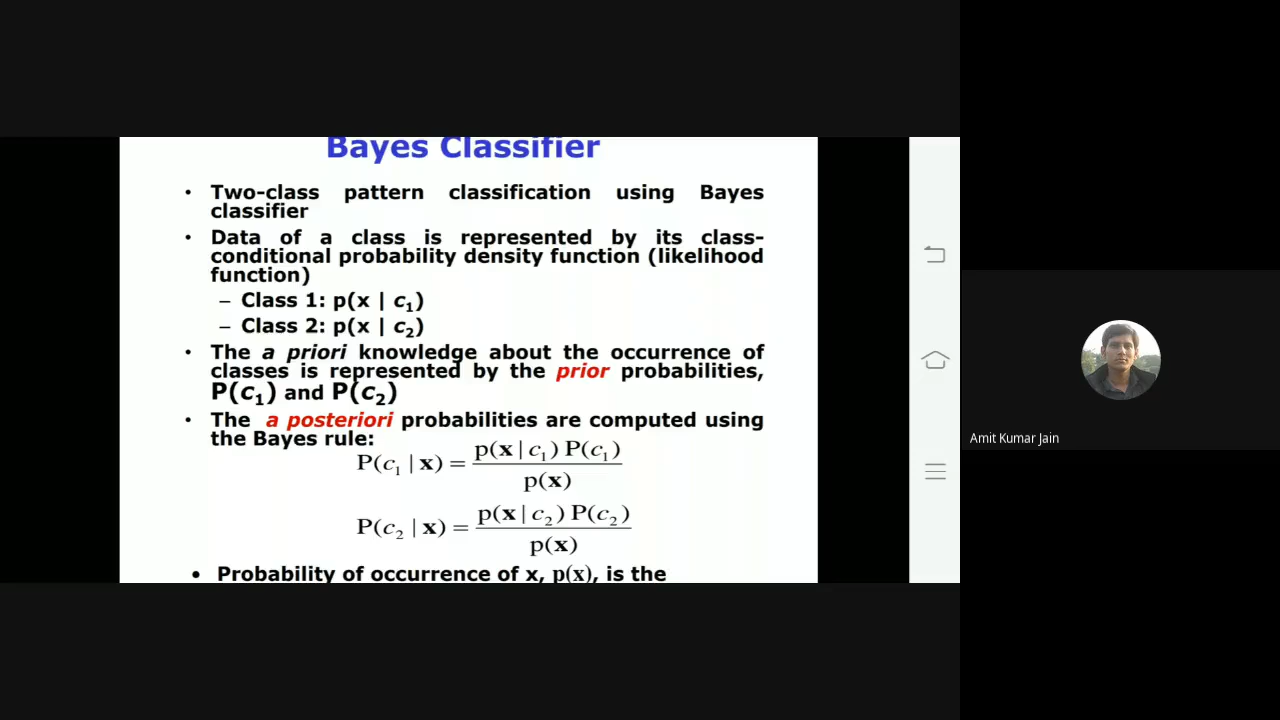 Bayes Classifier
• Two-class pattern classification using Bayes
classifier
• Data of a class is represented by its class-
conditional probability density function (likelihood
function)
– Class 1: p(x | c₁)
– Class 2: p(x | c₂)
• The a priori knowledge about the occurrence of
classes is represented by the prior probabilities,
P(c₁) and P(c₂)
• The a posteriori probabilities are computed using
the Bayes rule:
P(c₁ | x) = p(x | c₁) P(c₁) / p(x)
P(c₂ | x) = p(x | c₂) P(c₂) / p(x)
• Probability of occurrence of x, p(x), is the
Amit Kumar Jain